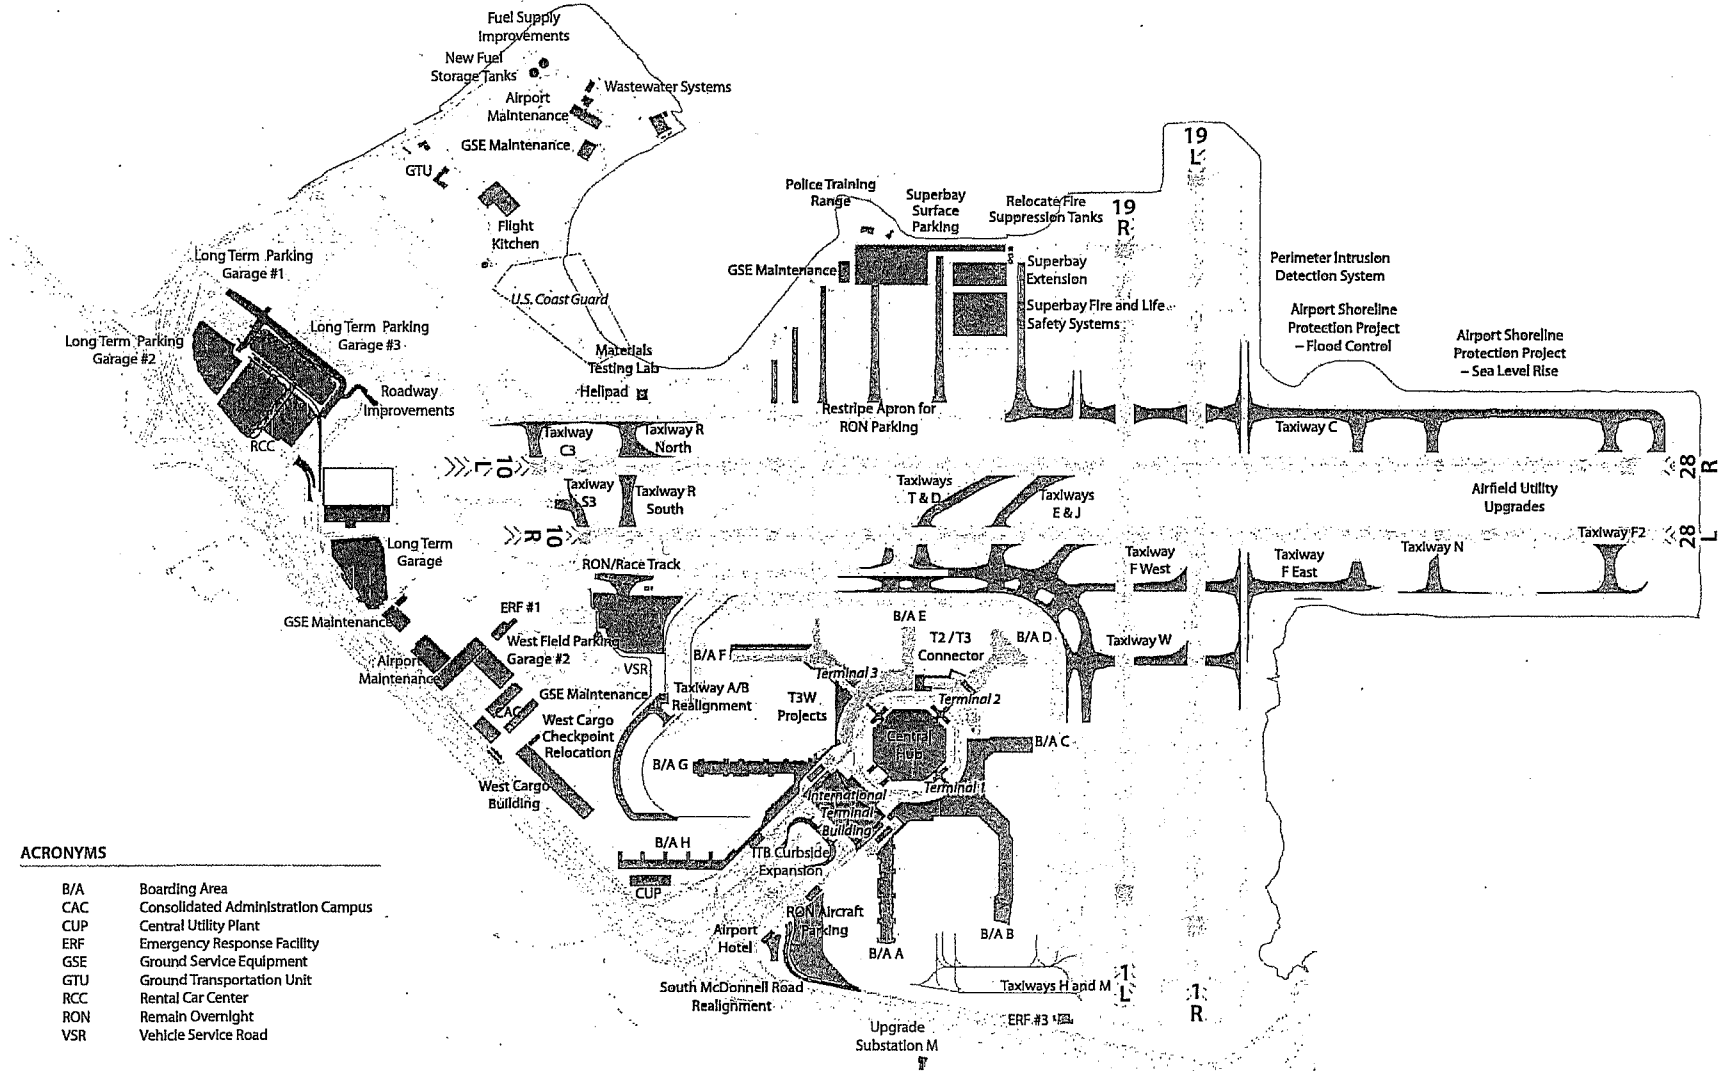 Fuel Supply
Improvements
New Fuel
Storage Tanks
Wastewater Systems
Airport
Maintenance
GSE Maintenance
GTU
Flight
Kitchen
U.S. Coast Guard
Materials
Testing Lab
Helipad
Long Term Parking
Garage #1
Long Term Parking
Garage #3
Long Term Parking
Garage #2
Roadway
Improvements
RCC
Police Training
Range
Superbay
Surface
Parking
Relocate Fire
Suppression Tanks
GSE Maintenance
Superbay
Extension
Superbay Fire and Life
Safety Systems
19
L
19
R
Perimeter Intrusion
Detection System
Airport Shoreline
Protection Project
– Flood Control
Airport Shoreline
Protection Project
– Sea Level Rise
Restripe Apron for
RON Parking
Taxiway C
Taxiway
C3
Taxiway R
North
10
L
28
R
Taxiway
S3
Taxiway R
South
Taxiways
T & D
Taxiways
E & J
Airfield Utility
Upgrades
10
R
28
L
Long Term
Garage
RON/Race Track
Taxiway
F West
Taxiway
F East
Taxiway N
Taxiway F2
GSE Maintenance
ERF #1
West Field Parking
Garage #2
Airport
Maintenance
VSR
B/A F
B/A E
T2 / T3
Connector
B/A D
Taxiway W
Terminal 3
GSE Maintenance
Taxiway A/B
Realignment
T3W
Projects
Terminal 2
CAC
West Cargo
Checkpoint
Relocation
Central
Hub
B/A C
B/A G
West Cargo
Building
International
Terminal
Building
Terminal 1
B/A H
ITB Curbside
Expansion
CUP
RON Aircraft
Parking
Airport
Hotel
B/A A
B/A B
South McDonnell Road
Realignment
Taxiways H and M
1
L
1
R
ERF #3
Upgrade
Substation M
ACRONYMS
B/A Boarding Area
CAC Consolidated Administration Campus
CUP Central Utility Plant
ERF Emergency Response Facility
GSE Ground Service Equipment
GTU Ground Transportation Unit
RCC Rental Car Center
RON Remain Overnight
VSR Vehicle Service Road